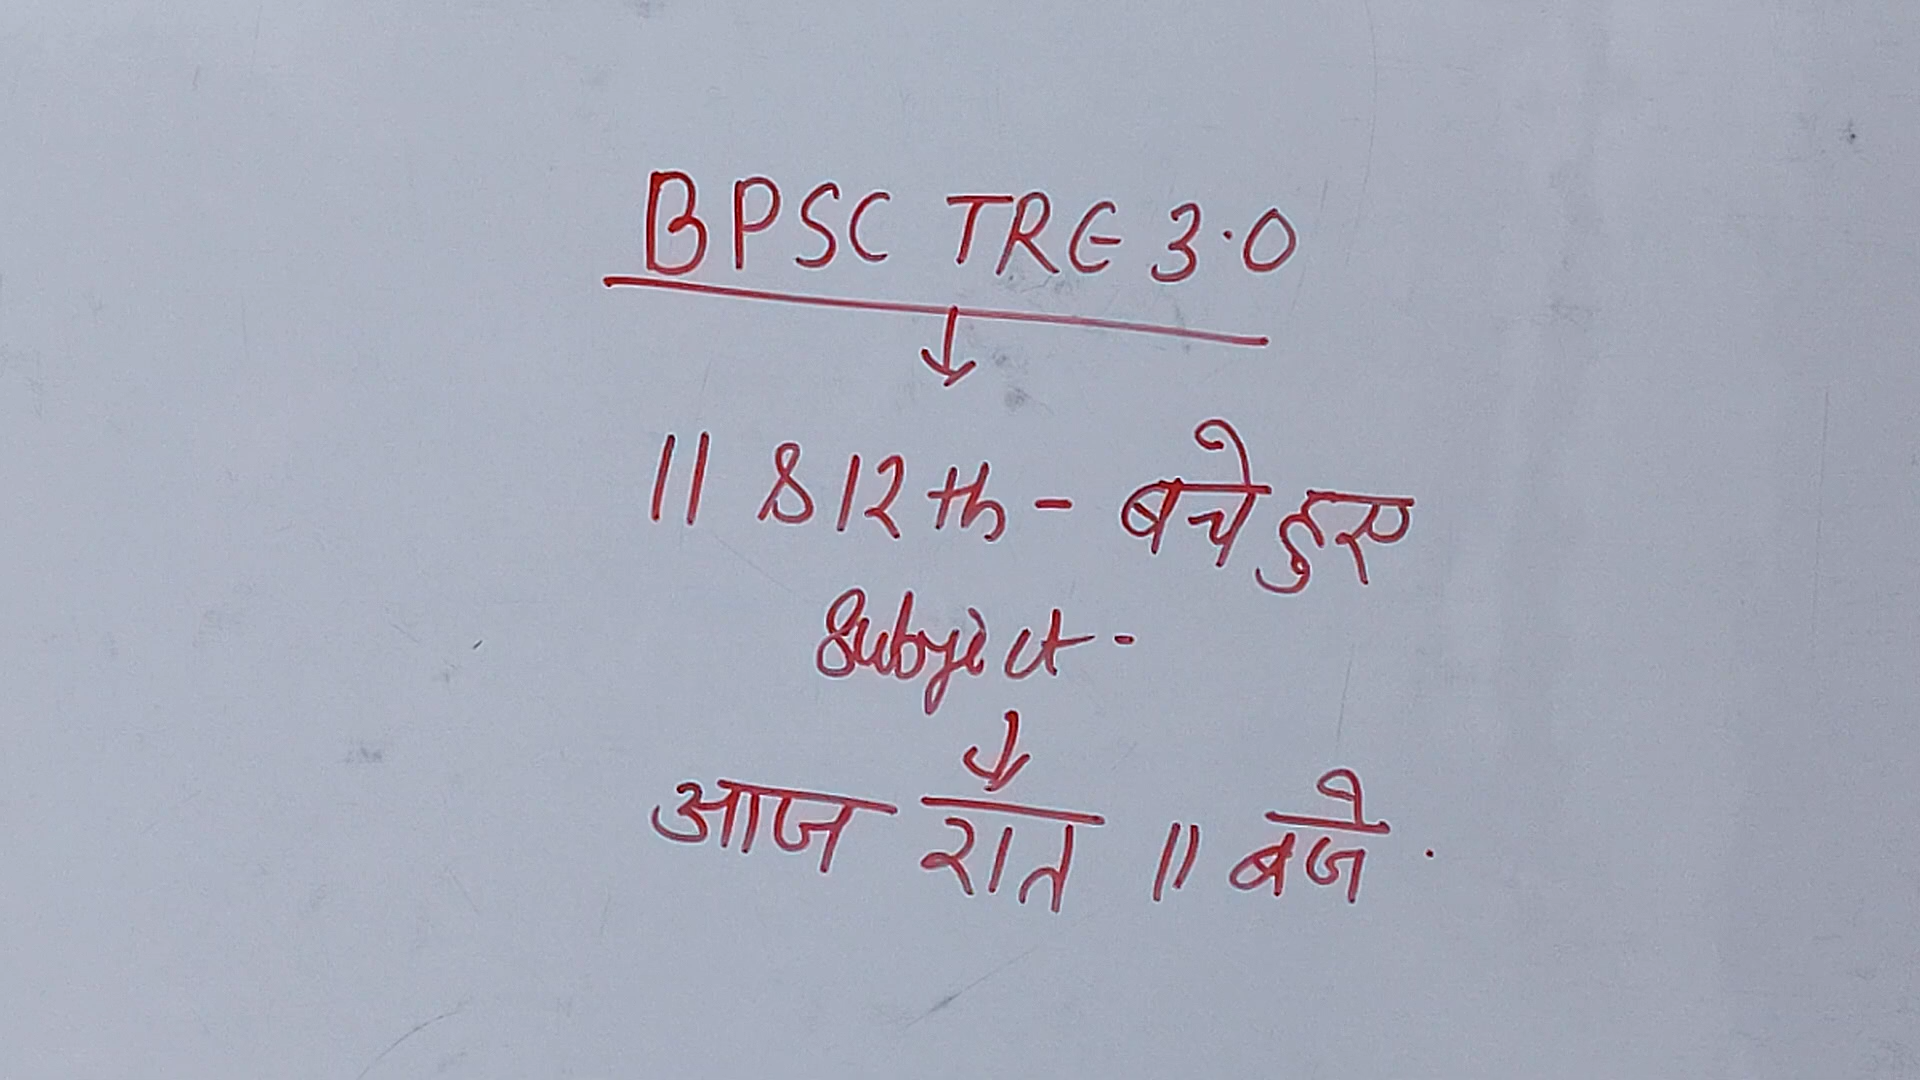 BPSC TRE 3.0
11 & 12th - बचे हुए
Subject -
आज रात 11 बजे .